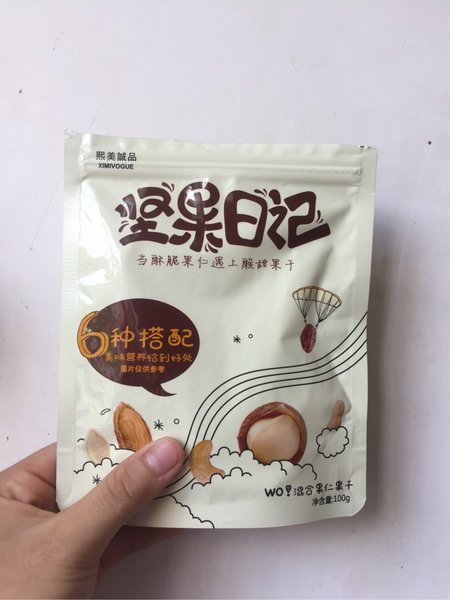 熙美誠品
XIMIVOGUE
坚果日记
当酥脆果仁遇上酸甜果干
6种搭配
美味营养恰到好处
图片仅供参考
WO!混合果仁果干
净含量:100g